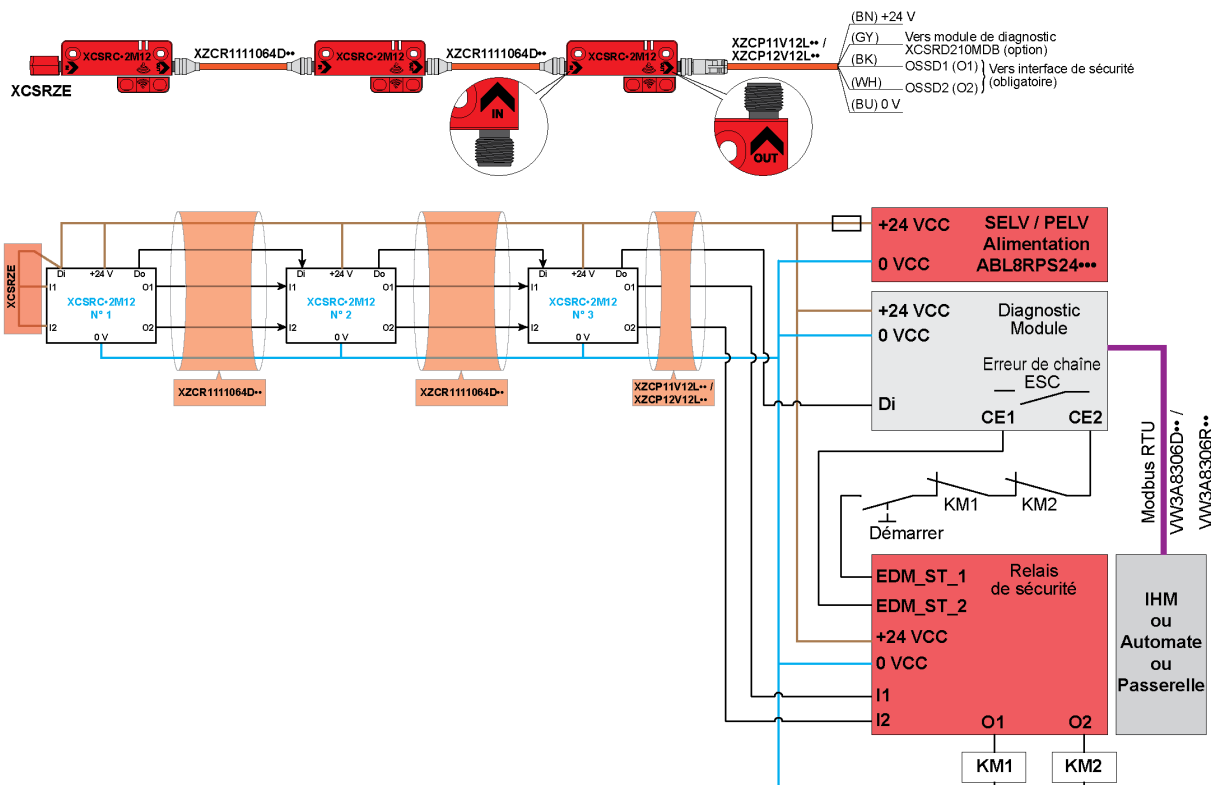 XCSRC•2M12
XZCR1111064D••
XCSRC•2M12
XZCR1111064D••
XCSRC•2M12
XZCP11V12L•• /
XZCP12V12L••
(BN) +24 V
(GY) Vers module de diagnostic
XCSRD210MDB (option)
(BK) OSSD1 (O1)
(WH) OSSD2 (O2)
Vers interface de sécurité
(obligatoire)
(BU) 0 V
XCSRZE
IN
OUT
XCSRZE
Di +24 V Do
I1 O1
XCSRC•2M12
N° 1
I2 O2
0 V
Di +24 V Do
I1 O1
XCSRC•2M12
N° 2
I2 O2
0 V
Di +24 V Do
I1 O1
XCSRC•2M12
N° 3
I2 O2
0 V
XZCR1111064D••
XZCR1111064D••
XZCP11V12L•• /
XZCP12V12L••
+24 VCC
0 VCC
SELV / PELV
Alimentation
ABL8RPS24•••
+24 VCC
0 VCC
Diagnostic
Module
Erreur de chaîne
ESC
Di
CE1 CE2
Modbus RTU
VW3A8306D•• /
VW3A8306R••
KM1 KM2
Démarrer
EDM_ST_1
EDM_ST_2
+24 VCC
0 VCC
I1
I2
Relais
de sécurité
O1 O2
IHM
ou
Automate
ou
Passerelle
KM1 KM2